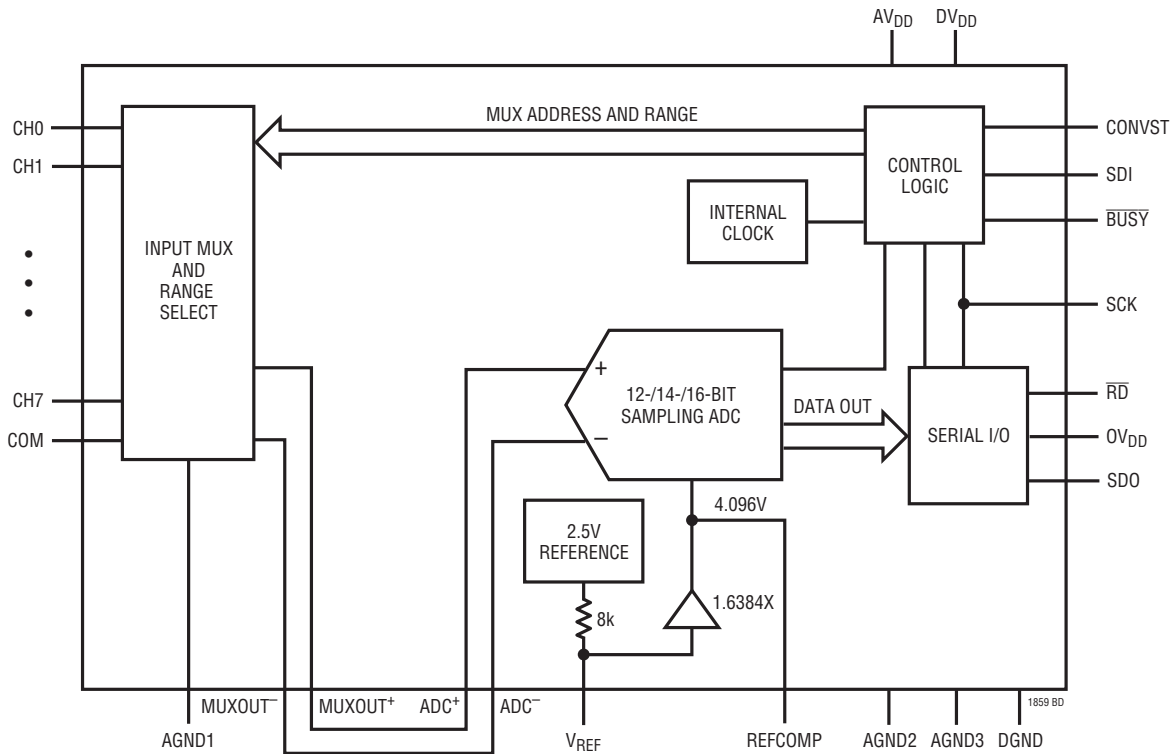 AVDD DVDD
CH0
CH1
CH7
COM
INPUT MUX
AND
RANGE
SELECT
MUX ADDRESS AND RANGE
INTERNAL
CLOCK
CONTROL
LOGIC
CONVST
SDI
BUSY
SCK
+
−
12-/14-/16-BIT
SAMPLING ADC
DATA OUT
SERIAL I/O
RD
OVDD
SDO
2.5V
REFERENCE
4.096V
8k
1.6384X
MUXOUT− MUXOUT+ ADC+ ADC−
1859 BD
AGND1 VREF REFCOMP AGND2 AGND3 DGND